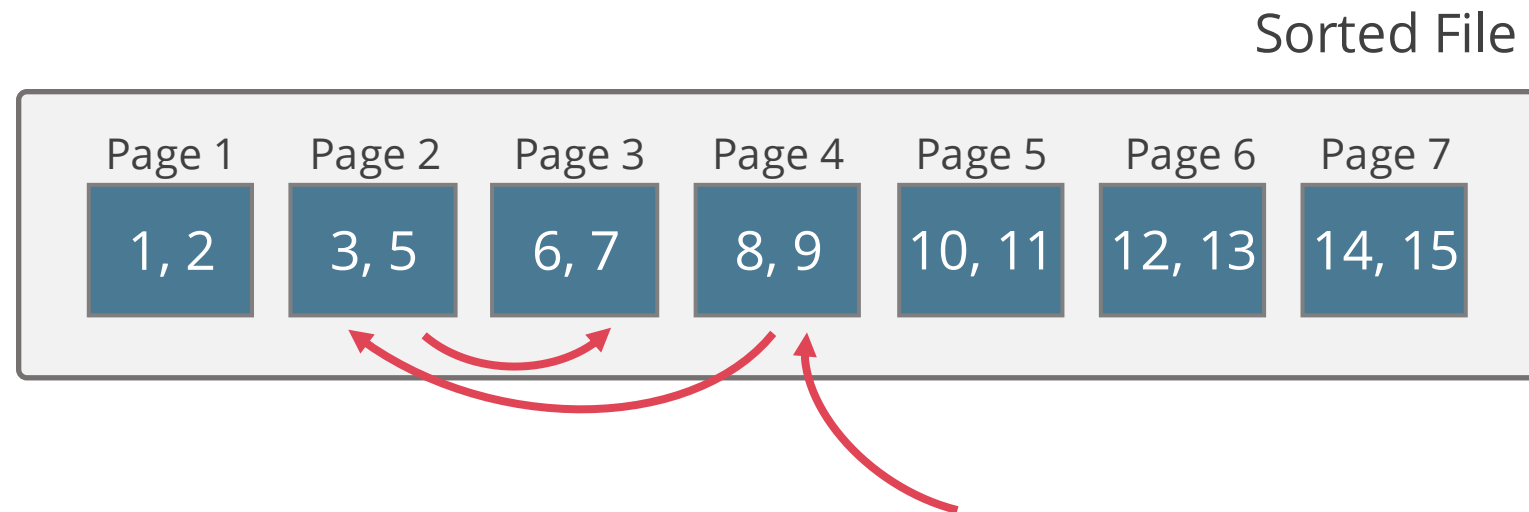 Sorted File
Page 1 Page 2 Page 3 Page 4 Page 5 Page 6 Page 7
1, 2 3, 5 6, 7 8, 9 10, 11 12, 13 14, 15